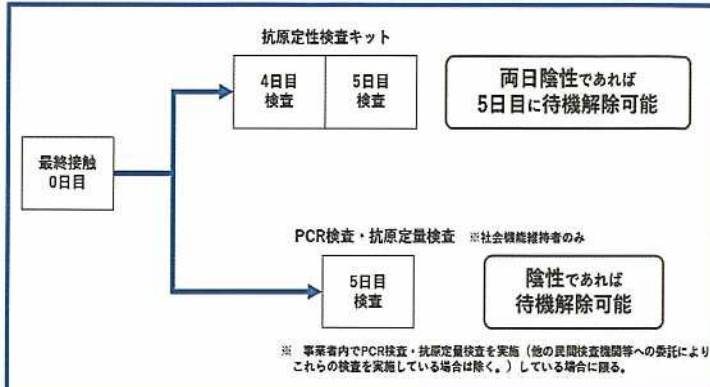 抗原定性検査キット
4日目
検査
5日目
検査
両日陰性であれば
5日目に待機解除可能
最終接触
0日目
PCR検査・抗原定量検査 ※社会機能維持者のみ
5日目
検査
陰性であれば
待機解除可能
※ 事業者内でPCR検査・抗原定量検査を実施（他の民間検査機関等への委託により
これらの検査を実施している場合は除く。）している場合に限る。